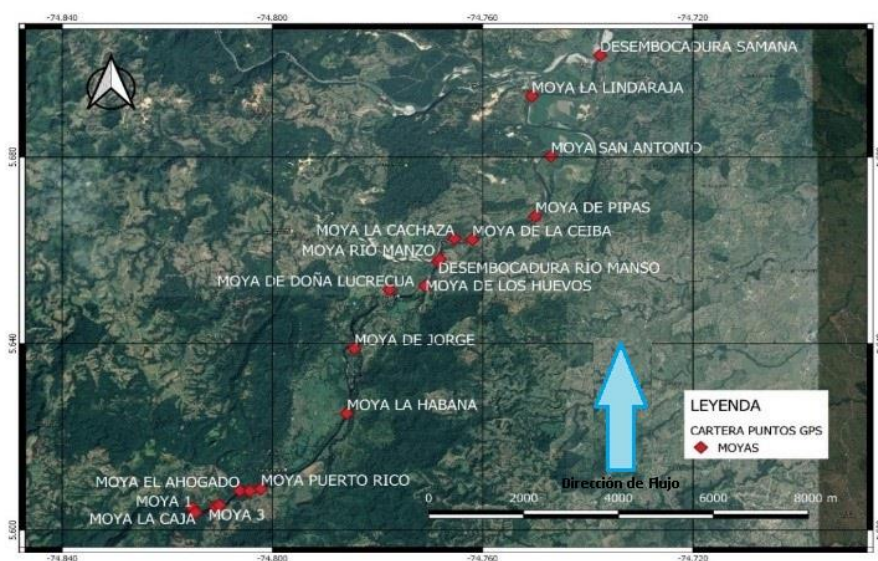 -74.840
-74.800
-74.760
-74.720
DESEMBOCADURA SAMANA
MOYA LA LINDARAJA
MOYA SAN ANTONIO
5.680
MOYA DE PIPAS
MOYA LA CACHAZA
MOYA DE LA CEIBA
MOYA RIO MANZO
DESEMBOCADURA RIO MANSO
MOYA DE DOÑA LUCRECUA
MOYA DE LOS HUEVOS
5.640
5.640
MOYA DE JORGE
MOYA LA HABANA
LEYENDA
CARTERA PUNTOS GPS
MOYAS
MOYA EL AHOGADO
MOYA PUERTO RICO
Dirección de Flujo
MOYA 1
MOYA LA CAJA
MOYA 3
0 2000 4000 6000 8000 m
5.600
5.600
-74.840
-74.800
-74.760
-74.720